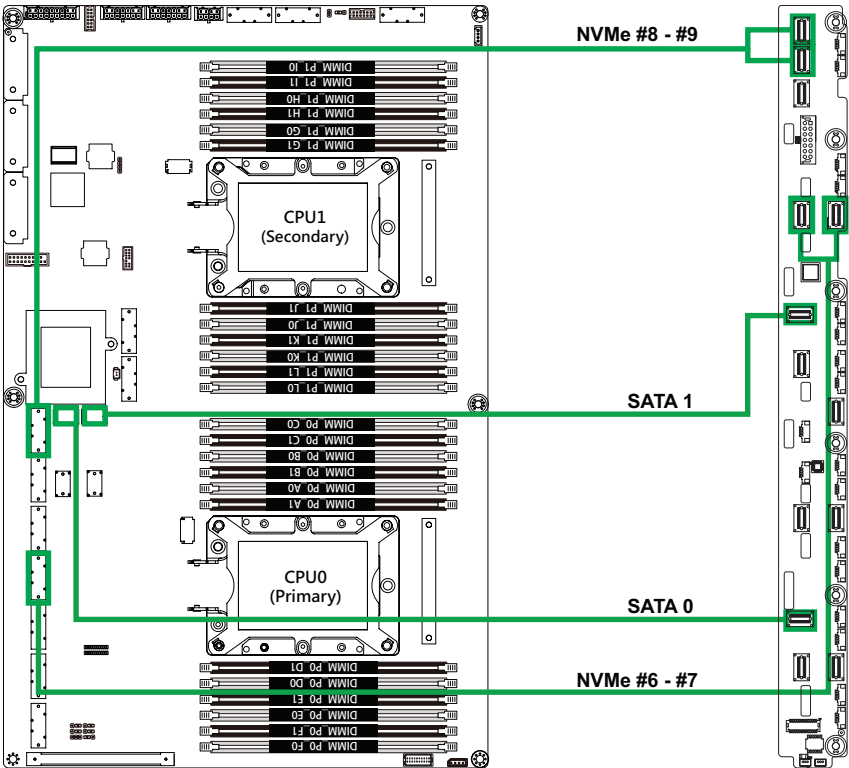 NVMe #8 - #9
DIMM_P1_I0
DIMM_P1_I1
DIMM_P1_H0
DIMM_P1_H1
DIMM_P1_G0
DIMM_P1_G1
CPU1
(Secondary)
DIMM_P1_J1
DIMM_P1_J0
DIMM_P1_K1
DIMM_P1_K0
DIMM_P1_L1
DIMM_P1_L0
SATA 1
DIMM_P0_C0
DIMM_P0_C1
DIMM_P0_B0
DIMM_P0_B1
DIMM_P0_A0
DIMM_P0_A1
CPU0
(Primary)
SATA 0
DIMM_P0_D1
DIMM_P0_D0
NVMe #6 - #7
DIMM_P0_E1
DIMM_P0_E0
DIMM_P0_F1
DIMM_P0_F0